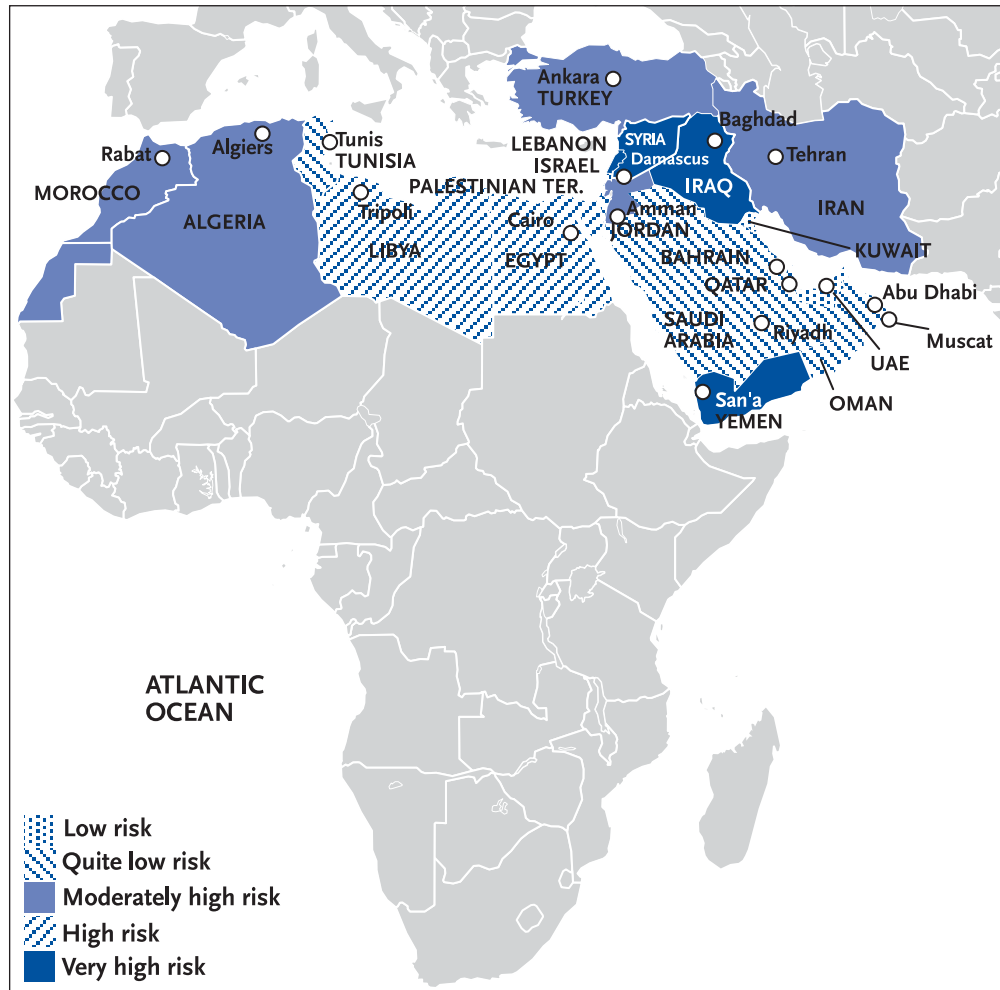 Ankara
TURKEY
Baghdad
Tunis
TUNISIA
Algiers
Rabat
LEBANON
ISRAEL
SYRIA
Damascus
Tehran
MOROCCO
PALESTINIAN TER.
IRAQ
ALGERIA
Tripoli
LIBYA
Cairo
EGYPT
Amman
JORDAN
IRAN
KUWAIT
BAHRAIN
QATAR
Abu Dhabi
SAUDI
ARABIA
Riyadh
Muscat
UAE
OMAN
San'a
YEMEN
ATLANTIC
OCEAN
Low risk
Quite low risk
Moderately high risk
High risk
Very high risk